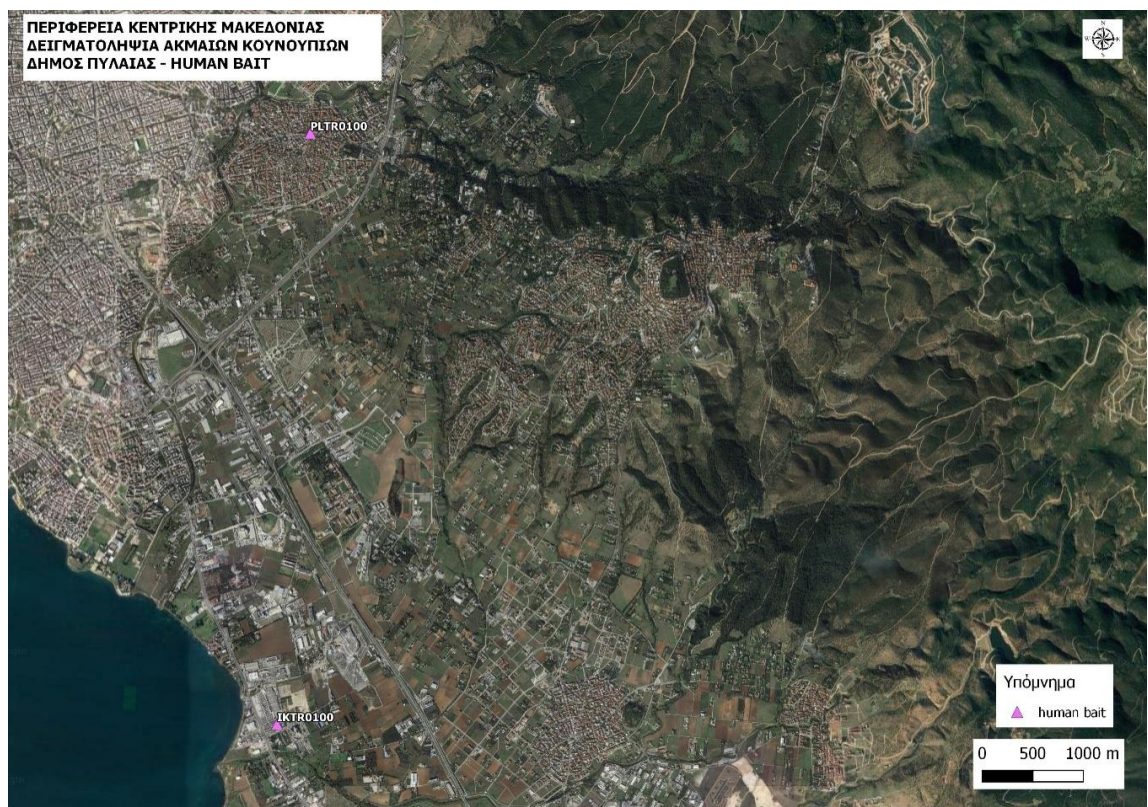 ΠΕΡΙΦΕΡΕΙΑ ΚΕΝΤΡΙΚΗΣ ΜΑΚΕΔΟΝΙΑΣ
ΔΕΙΓΜΑΤΟΛΗΨΙΑ ΑΚΜΑΙΩΝ ΚΟΥΝΟΥΠΙΩΝ
ΔΗΜΟΣ ΠΥΛΑΙΑΣ - HUMAN BAIT
N
W
E
S
PLTR0100
IKTR0100
Υπόμνημα
human bait
0 500 1000 m